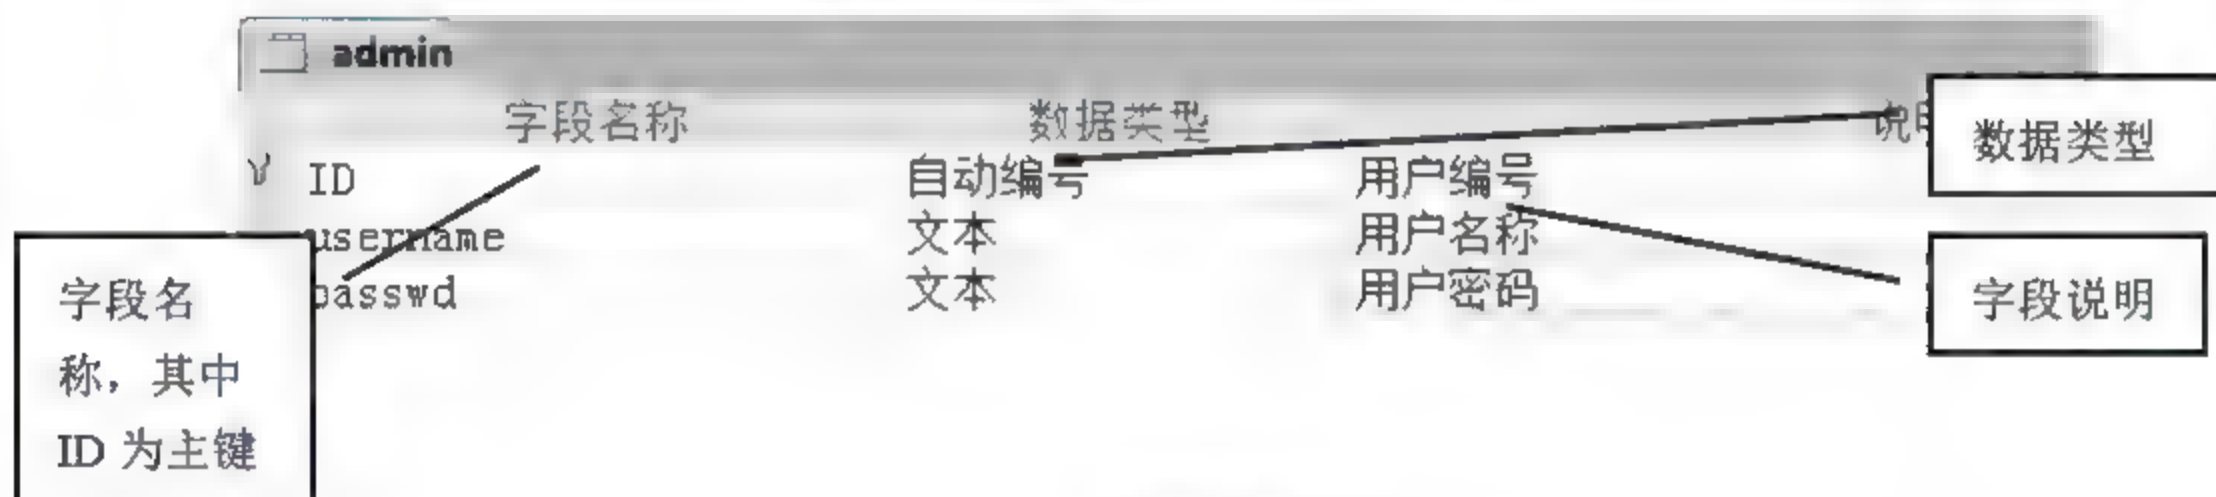 admin
字段名称 数据类型 说
ID 自动编号 用户编号
username 文本 用户名称
passwd 文本 用户密码
数据类型
字段说明
字段名
称，其中
ID 为主键